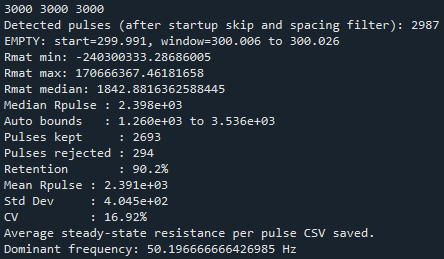 3000 3000 3000
Detected pulses (after startup skip and spacing filter): 2987
EMPTY: start=299.991, window=300.006 to 300.026
Rmat min: -240300333.28686005
Rmat max: 170666367.46181658
Rmat median: 1842.8816362588445
Median Rpulse : 2.398e+03
Auto bounds   : 1.260e+03 to 3.536e+03
Pulses kept     : 2693
Pulses rejected : 294
Retention       : 90.2%
Mean Rpulse : 2.391e+03
Std Dev     : 4.045e+02
CV          : 16.92%
Average steady-state resistance per pulse CSV saved.
Dominant frequency: 50.196666666426985 Hz